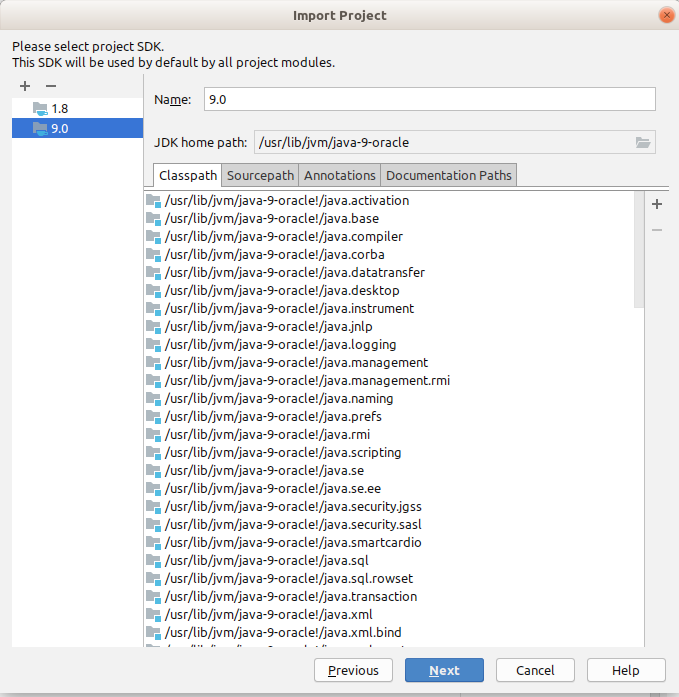 Import Project
Please select project SDK.
This SDK will be used by default by all project modules.
1.8
9.0
Name: 9.0
JDK home path: /usr/lib/jvm/java-9-oracle
Classpath Sourcepath Annotations Documentation Paths
/usr/lib/jvm/java-9-oracle!/java.activation
/usr/lib/jvm/java-9-oracle!/java.base
/usr/lib/jvm/java-9-oracle!/java.compiler
/usr/lib/jvm/java-9-oracle!/java.corba
/usr/lib/jvm/java-9-oracle!/java.datatransfer
/usr/lib/jvm/java-9-oracle!/java.desktop
/usr/lib/jvm/java-9-oracle!/java.instrument
/usr/lib/jvm/java-9-oracle!/java.jnlp
/usr/lib/jvm/java-9-oracle!/java.logging
/usr/lib/jvm/java-9-oracle!/java.management
/usr/lib/jvm/java-9-oracle!/java.management.rmi
/usr/lib/jvm/java-9-oracle!/java.naming
/usr/lib/jvm/java-9-oracle!/java.prefs
/usr/lib/jvm/java-9-oracle!/java.rmi
/usr/lib/jvm/java-9-oracle!/java.scripting
/usr/lib/jvm/java-9-oracle!/java.se
/usr/lib/jvm/java-9-oracle!/java.se.ee
/usr/lib/jvm/java-9-oracle!/java.security.jgss
/usr/lib/jvm/java-9-oracle!/java.security.sasl
/usr/lib/jvm/java-9-oracle!/java.smartcardio
/usr/lib/jvm/java-9-oracle!/java.sql
/usr/lib/jvm/java-9-oracle!/java.sql.rowset
/usr/lib/jvm/java-9-oracle!/java.transaction
/usr/lib/jvm/java-9-oracle!/java.xml
/usr/lib/jvm/java-9-oracle!/java.xml.bind
Previous Next Cancel Help